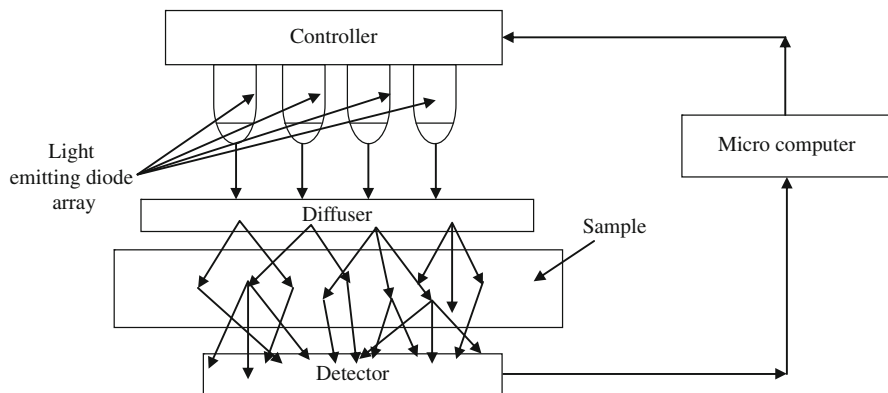 Controller
Light
emitting diode
array
Micro computer
Diffuser
Sample
Detector